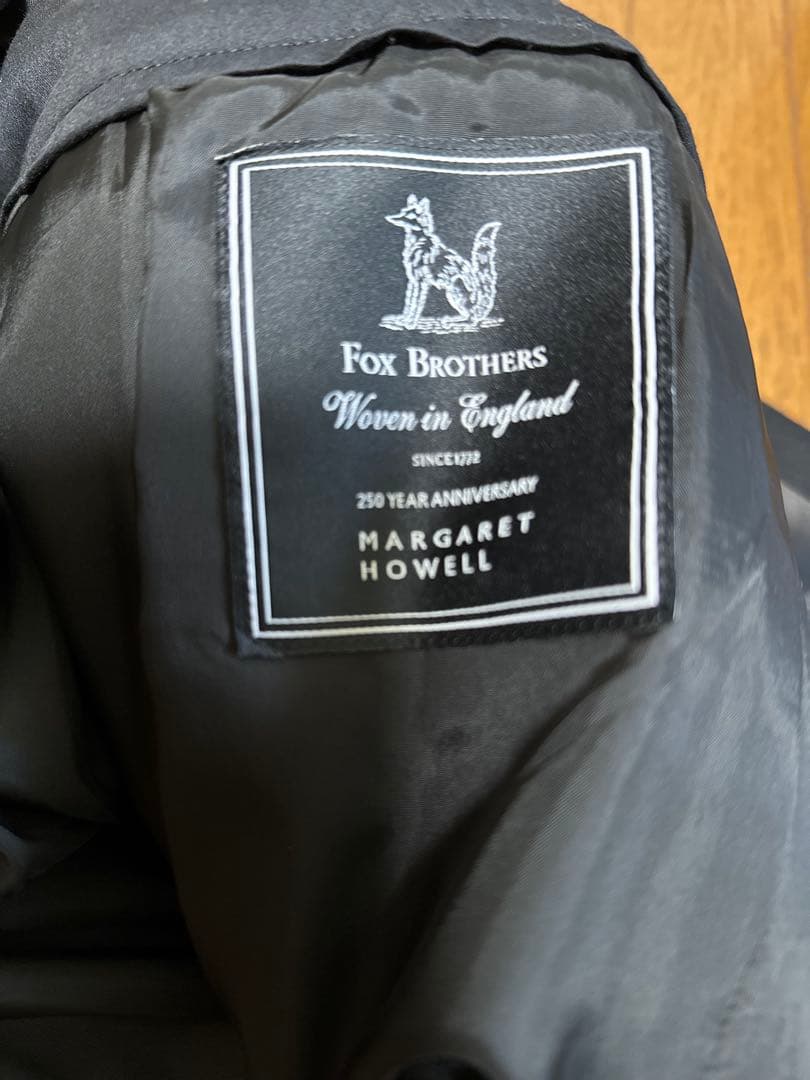 FOX BROTHERS
Woven in England
SINCE 1772
250 YEAR ANNIVERSARY
MARGARET
HOWELL